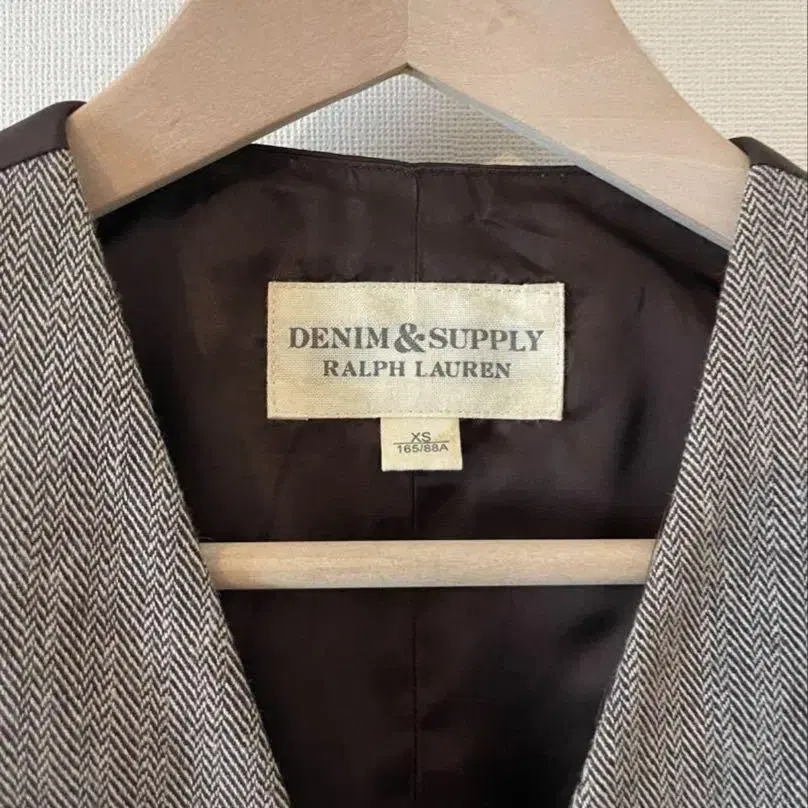 DENIM & SUPPLY
RALPH LAUREN
XS
165/88A